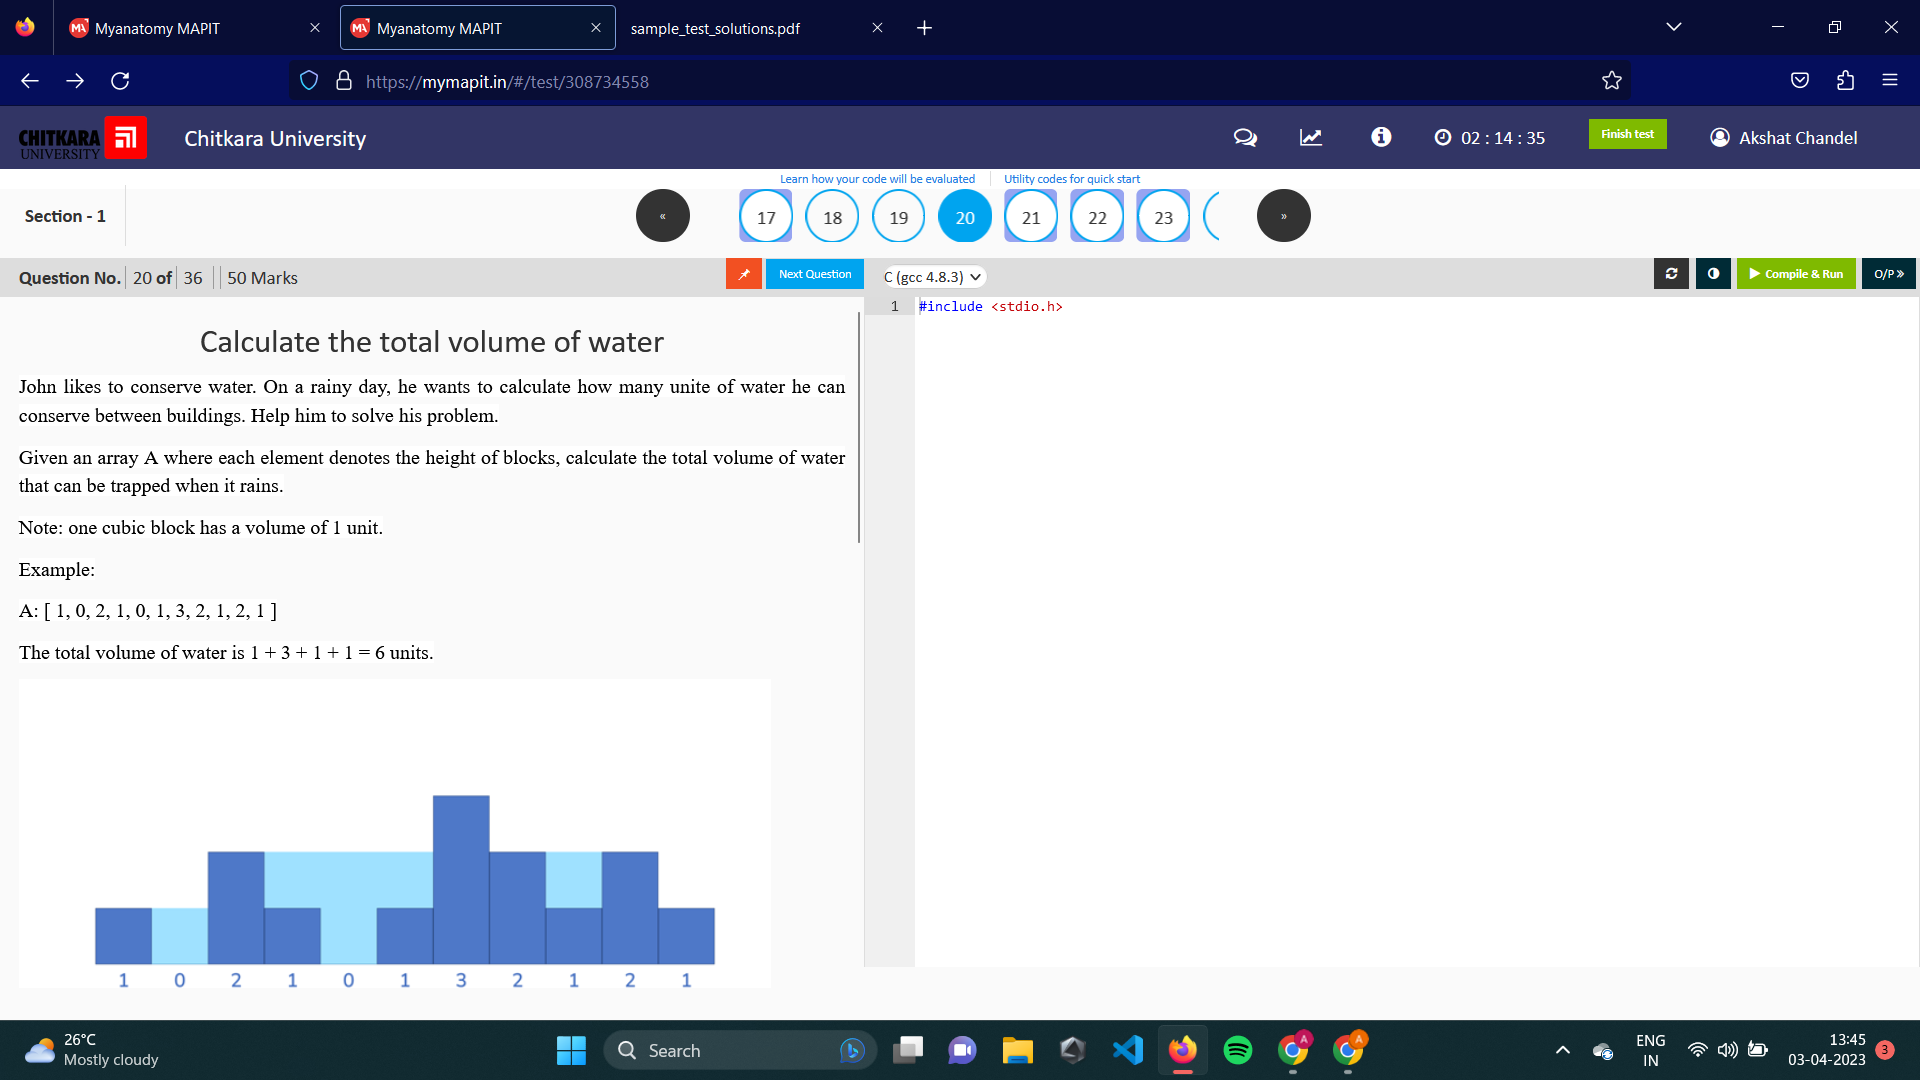 Myanatomy MAPIT
Myanatomy MAPIT
sample_test_solutions.pdf
https://mymapit.in/#/test/308734558
CHITKARA
UNIVERSITY
Chitkara University
02 : 14 : 35
Finish test
Akshat Chandel
Learn how your code will be evaluated
Utility codes for quick start
Section - 1
«
17
18
19
20
21
22
23
»
Question No. 20 of 36 50 Marks
Next Question
C (gcc 4.8.3)
Compile & Run
O/P »
1
#include <stdio.h>
Calculate the total volume of water
John likes to conserve water. On a rainy day, he wants to calculate how many unite of water he can
conserve between buildings. Help him to solve his problem.
Given an array A where each element denotes the height of blocks, calculate the total volume of water
that can be trapped when it rains.
Note: one cubic block has a volume of 1 unit.
Example:
A: [ 1, 0, 2, 1, 0, 1, 3, 2, 1, 2, 1 ]
The total volume of water is 1 + 3 + 1 + 1 = 6 units.
1 0 2 1 0 1 3 2 1 2 1
26°C
Mostly cloudy
Search
A
A
ENG
IN
13:45
03-04-2023
3